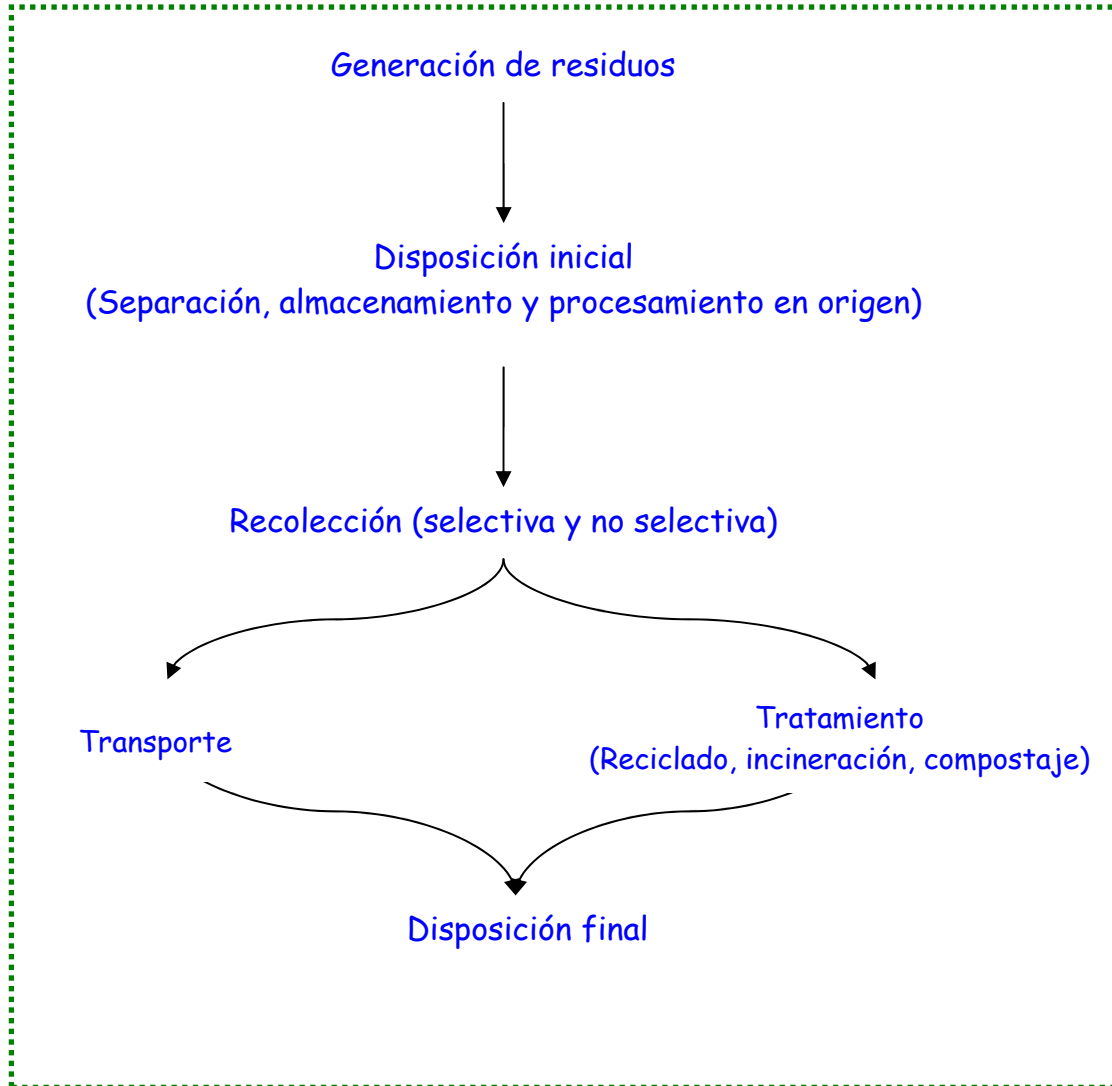 Generación de residuos
Disposición inicial
(Separación, almacenamiento y procesamiento en origen)
Recolección (selectiva y no selectiva)
Transporte
Tratamiento
(Reciclado, incineración, compostaje)
Disposición final